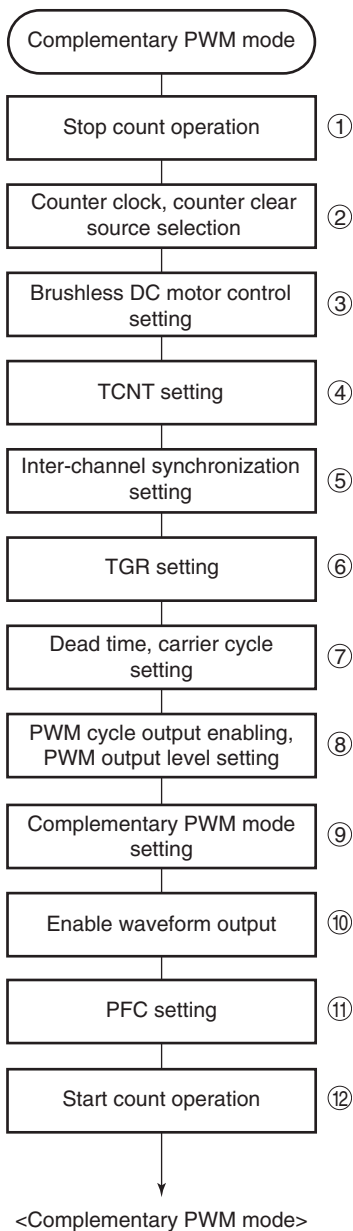 Complementary PWM mode
Stop count operation
①
Counter clock, counter clear
source selection
②
Brushless DC motor control
setting
③
TCNT setting
④
Inter-channel synchronization
setting
⑤
TGR setting
⑥
Dead time, carrier cycle
setting
⑦
PWM cycle output enabling,
PWM output level setting
⑧
Complementary PWM mode
setting
⑨
Enable waveform output
⑩
PFC setting
⑪
Start count operation
⑫
<Complementary PWM mode>